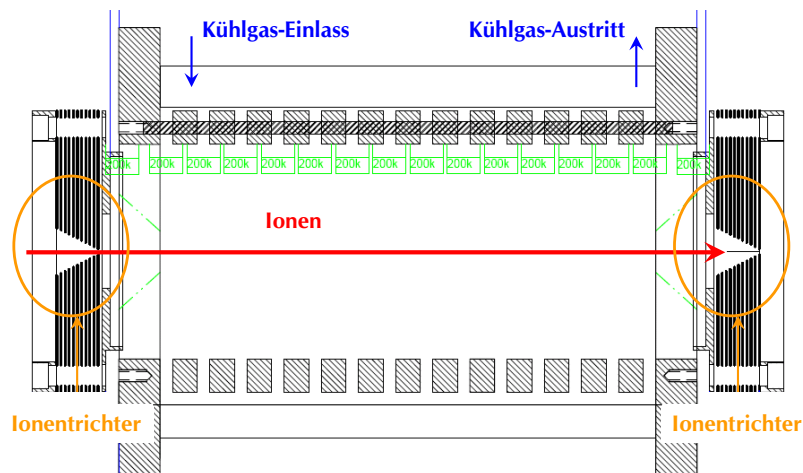 Kühlgas-Einlass Kühlgas-Austritt
200k 200k 200k 200k 200k 200k 200k 200k 200k 200k 200k 200k 200k 200k 200k 200k
Ionen
Ionentrichter Ionentrichter